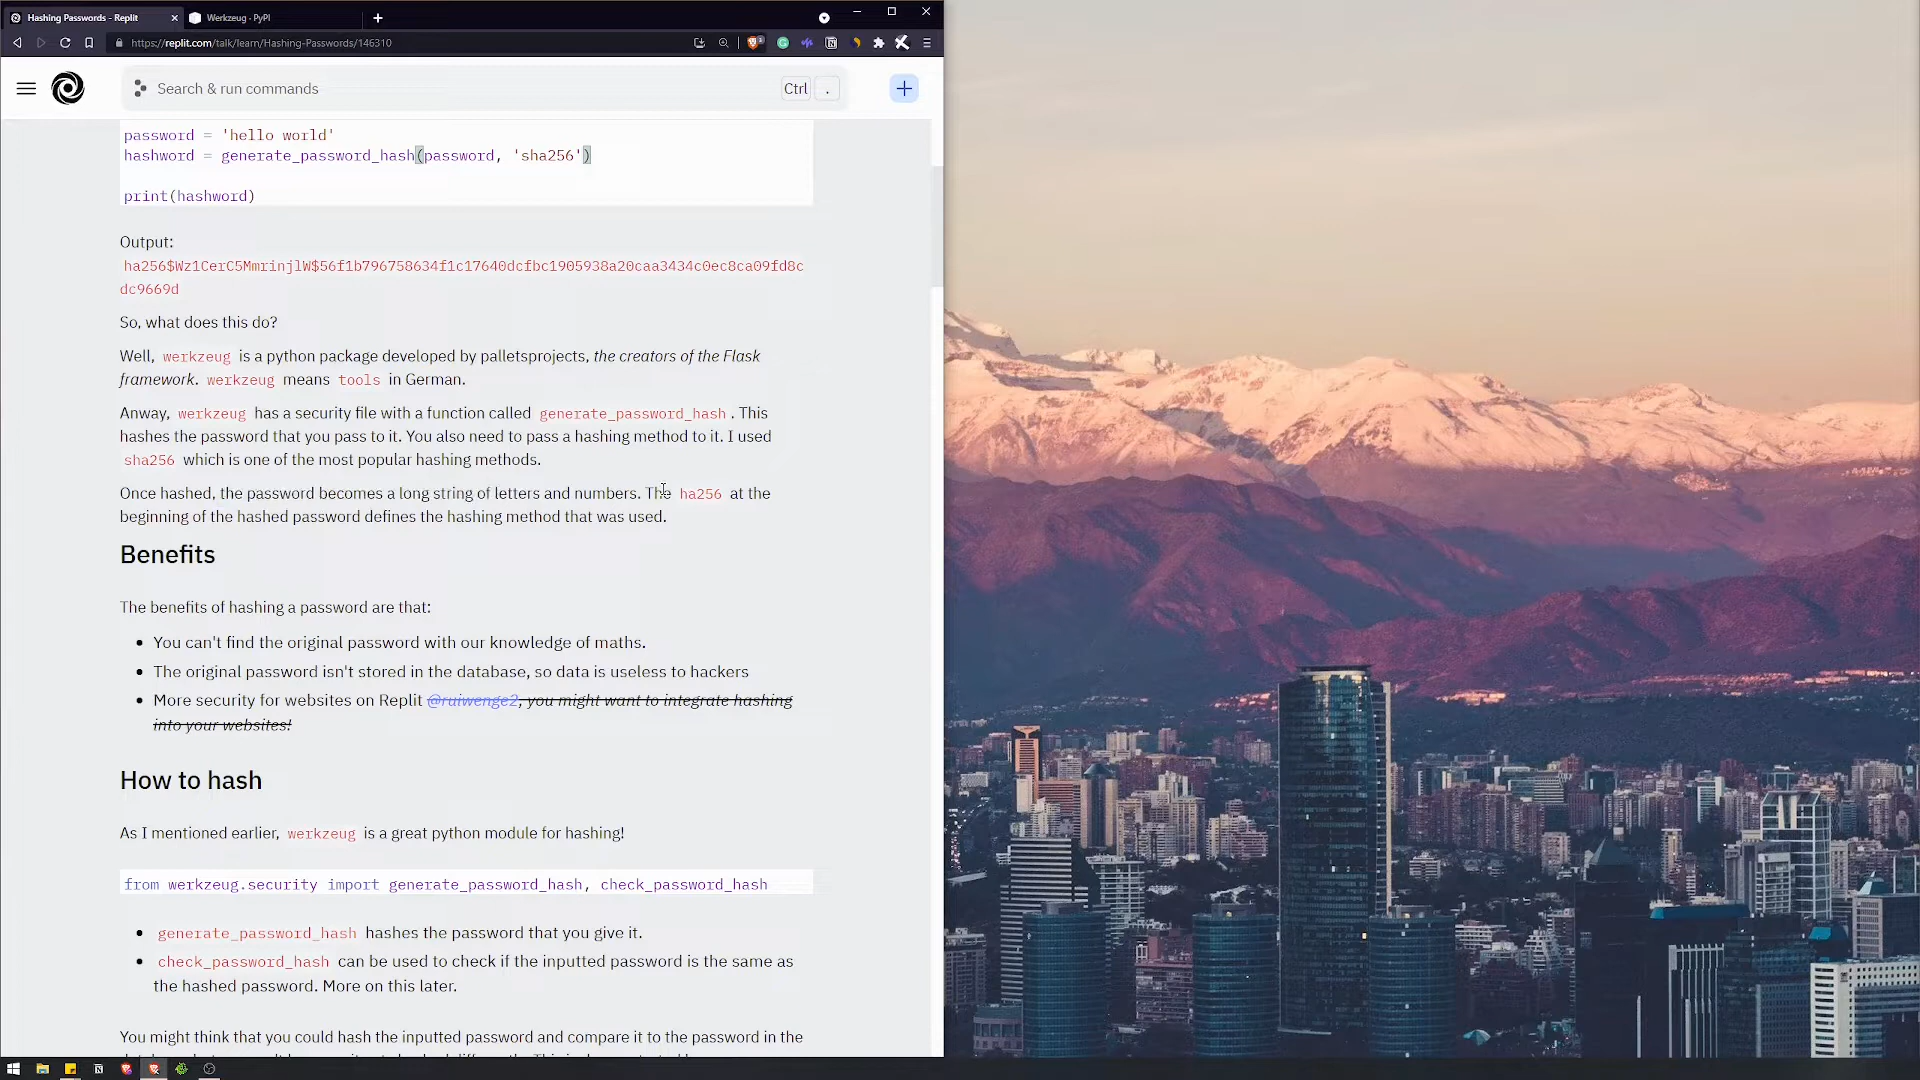 Hashing Passwords - Replit
Werkzeug · PyPI
https://replit.com/talk/learn/Hashing-Passwords/146310
Search & run commands
Ctrl
.
password = 'hello world'
hashword = generate_password_hash(password, 'sha256')
print(hashword)
Output:
ha256$Wz1CerC5MmrinjlW$56f1b796758634f1c17640dcfbc1905938a20caa3434c0ec8ca09fd8c
dc9669d
So, what does this do?
Well, werkzeug is a python package developed by palletsprojects, the creators of the Flask
framework. werkzeug means tools in German.
Anway, werkzeug has a security file with a function called generate_password_hash. This
hashes the password that you pass to it. You also need to pass a hashing method to it. I used
sha256 which is one of the most popular hashing methods.
Once hashed, the password becomes a long string of letters and numbers. The ha256 at the
beginning of the hashed password defines the hashing method that was used.
Benefits
The benefits of hashing a password are that:
You can't find the original password with our knowledge of maths.
The original password isn't stored in the database, so data is useless to hackers
More security for websites on Replit @ruiwenge2, you might want to integrate hashing
into your websites!
How to hash
As I mentioned earlier, werkzeug is a great python module for hashing!
from werkzeug.security import generate_password_hash, check_password_hash
generate_password_hash hashes the password that you give it.
check_password_hash can be used to check if the inputted password is the same as
the hashed password. More on this later.
You might think that you could hash the inputted password and compare it to the password in the